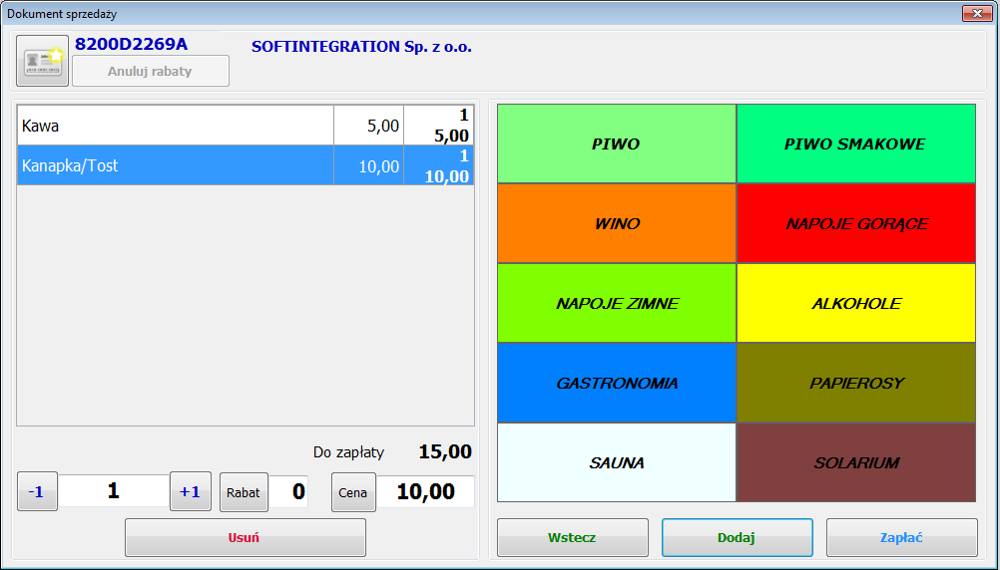 Dokument sprzedaży
8200D2269A
SOFTINTEGRATION Sp. z o.o.
Anuluj rabaty
Kawa 5,00 1
5,00
Kanapka/Tost 10,00 1
10,00
Do zapłaty 15,00
-1 1 +1 Rabat 0 Cena 10,00
Usuń
PIWO PIWO SMAKOWE
WINO NAPOJE GORĄCE
NAPOJE ZIMNE ALKOHOLE
GASTRONOMIA PAPIEROSY
SAUNA SOLARIUM
Wstecz Dodaj Zapłać